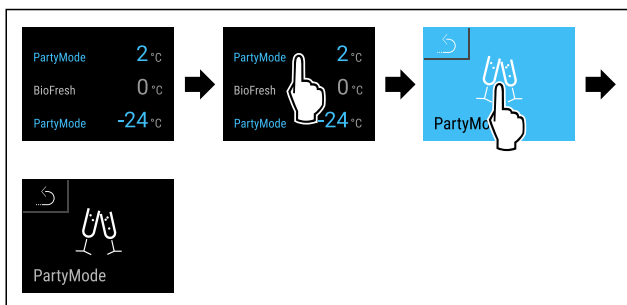 PartyMode 2 °C
BioFresh 0 °C
PartyMode -24 °C
PartyMode 2 °C
BioFresh 0 °C
PartyMode -24 °C
PartyMo
PartyMode